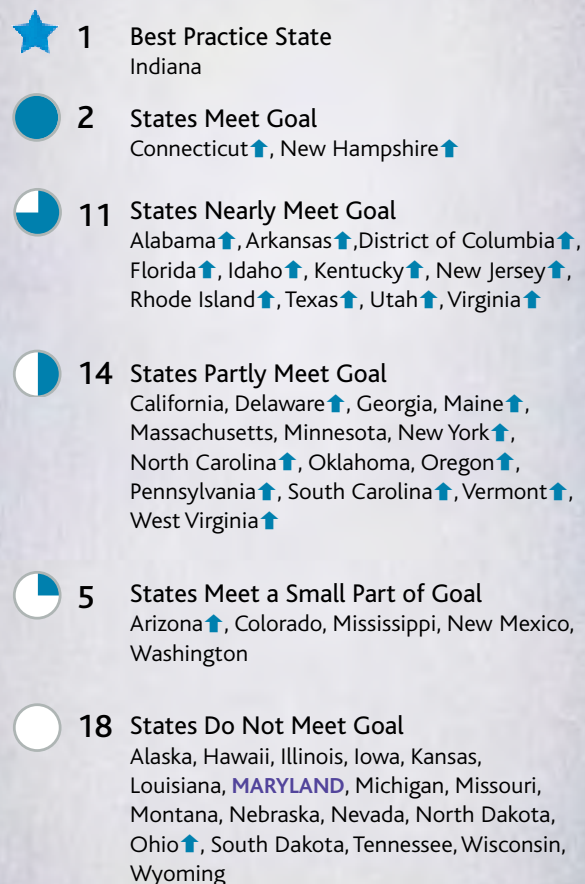 1 Best Practice State
Indiana
2 States Meet Goal
Connecticut⬆, New Hampshire⬆
11 States Nearly Meet Goal
Alabama⬆, Arkansas⬆,District of Columbia⬆,
Florida⬆, Idaho⬆, Kentucky⬆, New Jersey⬆,
Rhode Island⬆, Texas⬆, Utah⬆, Virginia⬆
14 States Partly Meet Goal
California, Delaware⬆, Georgia, Maine⬆,
Massachusetts, Minnesota, New York⬆,
North Carolina⬆, Oklahoma, Oregon⬆,
Pennsylvania⬆, South Carolina⬆, Vermont⬆,
West Virginia⬆
5 States Meet a Small Part of Goal
Arizona⬆, Colorado, Mississippi, New Mexico,
Washington
18 States Do Not Meet Goal
Alaska, Hawaii, Illinois, Iowa, Kansas,
Louisiana, MARYLAND, Michigan, Missouri,
Montana, Nebraska, Nevada, North Dakota,
Ohio⬆, South Dakota, Tennessee, Wisconsin,
Wyoming